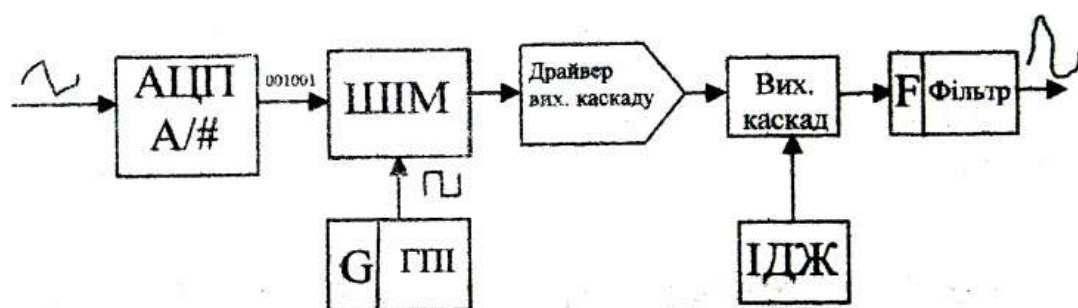 АЦП
А/#
001001
ШІМ
Драйвер
вих. каскаду
Вих.
каскад
F Фільтр
G ГПІ
ІДЖ